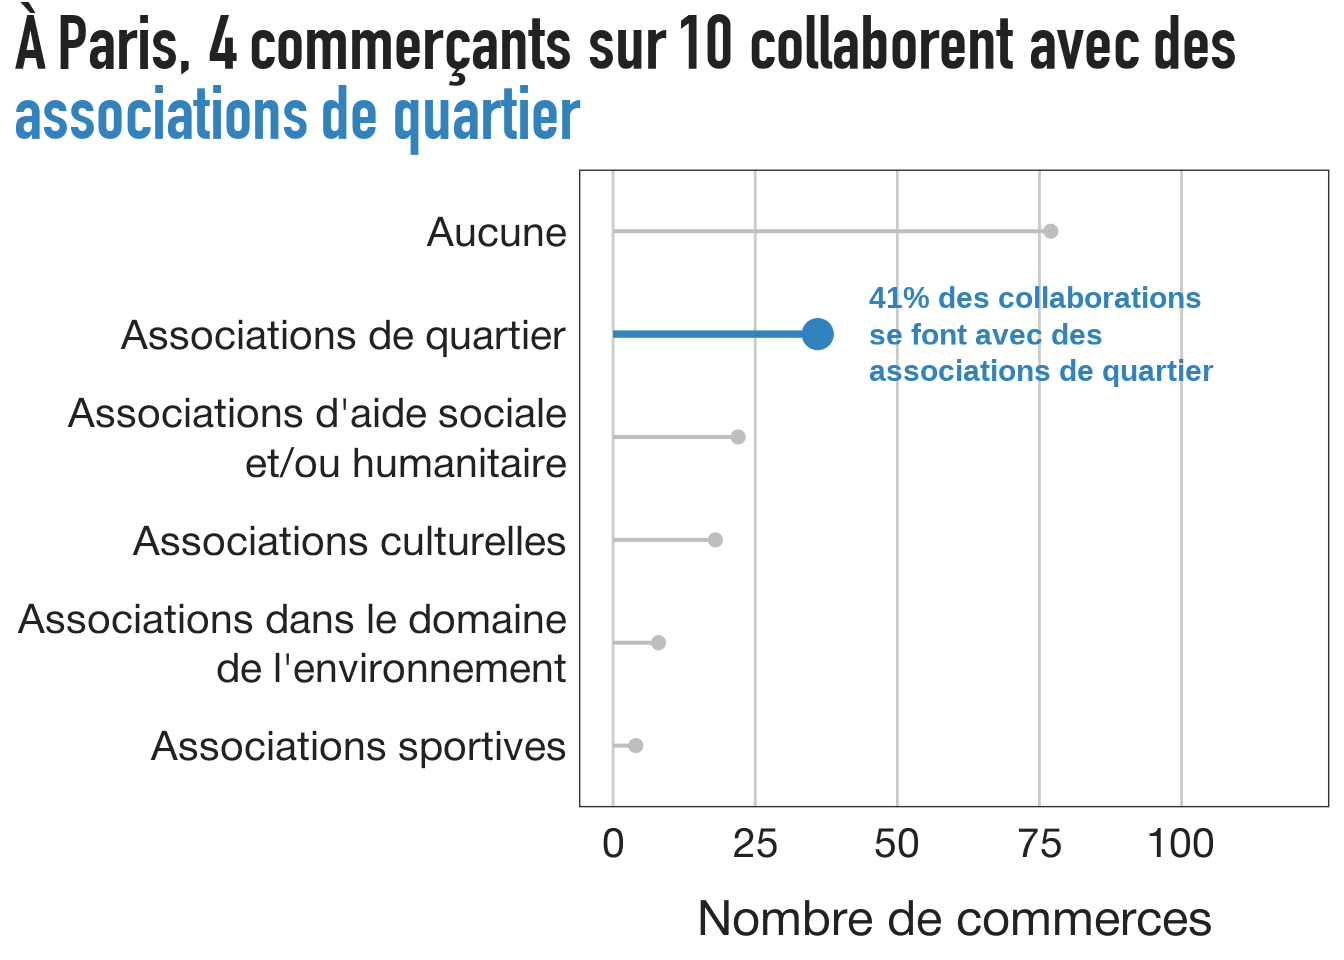 À Paris, 4 commerçants sur 10 collaborent avec des
associations de quartier
Aucune
41% des collaborations
se font avec des
associations de quartier
Associations de quartier
Associations d'aide sociale
et/ou humanitaire
Associations culturelles
Associations dans le domaine
de l'environnement
Associations sportives
0 25 50 75 100
Nombre de commerces